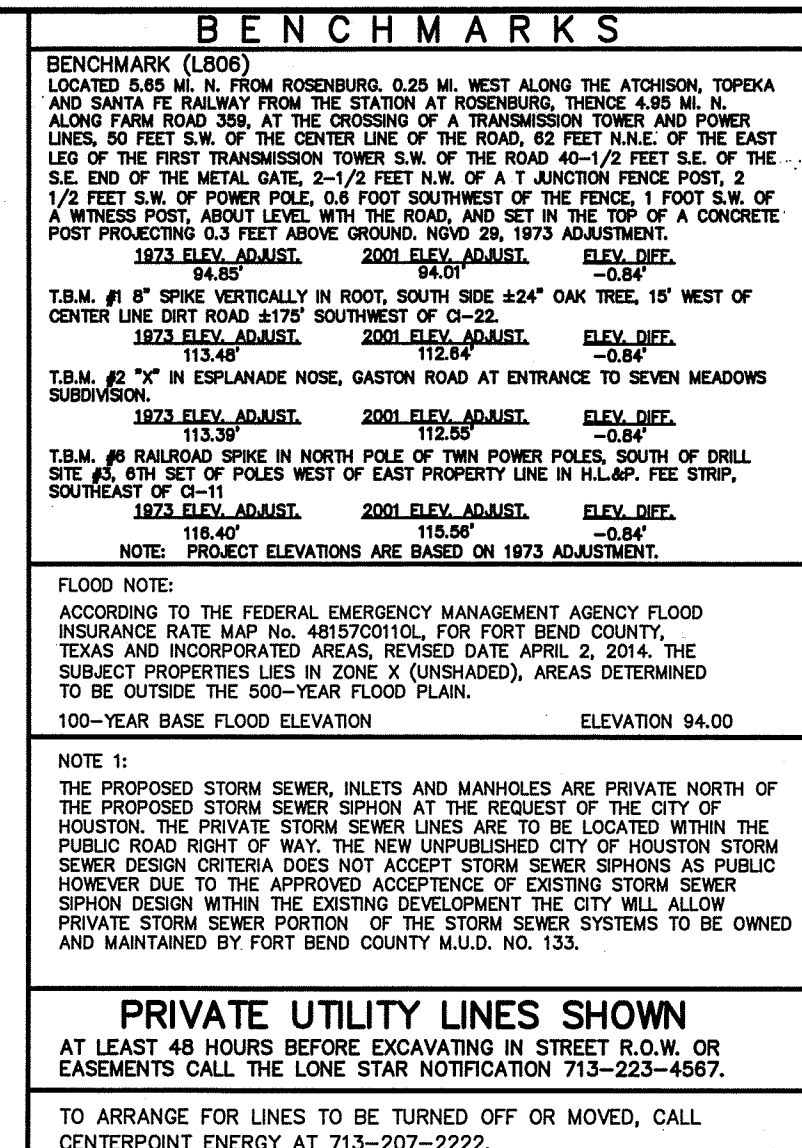 BENCHMARKS
BENCHMARK (L806)
LOCATED 5.65 MI. N. FROM ROSENBURG. 0.25 MI. WEST ALONG THE ATCHISON, TOPEKA
AND SANTA FE RAILWAY FROM THE STATION AT ROSENBURG, THENCE 4.95 MI. N.
ALONG FARM ROAD 359, AT THE CROSSING OF A TRANSMISSION TOWER AND POWER
LINES, 50 FEET S.W. OF THE CENTER LINE OF THE ROAD, 62 FEET N.N.E. OF THE EAST
LEG OF THE FIRST TRANSMISSION TOWER S.W. OF THE ROAD 40-1/2 FEET S.E. OF THE
S.E. END OF THE METAL GATE, 2-1/2 FEET N.W. OF A T JUNCTION FENCE POST, 2
1/2 FEET S.W. OF POWER POLE, 0.6 FOOT SOUTHWEST OF THE FENCE, 1 FOOT S.W. OF
A WITNESS POST, ABOUT LEVEL WITH THE ROAD, AND SET IN THE TOP OF A CONCRETE
POST PROJECTING 0.3 FEET ABOVE GROUND. NGVD 29, 1973 ADJUSTMENT.
1973 ELEV. ADJUST. 2001 ELEV. ADJUST. ELEV. DIFF.
94.85' 94.01' -0.84'
T.B.M. #1 8" SPIKE VERTICALLY IN ROOT, SOUTH SIDE ±24" OAK TREE, 15' WEST OF
CENTER LINE DIRT ROAD ±175' SOUTHWEST OF CI-22.
1973 ELEV. ADJUST. 2001 ELEV. ADJUST. ELEV. DIFF.
113.48' 112.64' -0.84'
T.B.M. #2 "X" IN ESPLANADE NOSE, GASTON ROAD AT ENTRANCE TO SEVEN MEADOWS
SUBDIVISION.
1973 ELEV. ADJUST. 2001 ELEV. ADJUST. ELEV. DIFF.
113.39' 112.55' -0.84'
T.B.M. #6 RAILROAD SPIKE IN NORTH POLE OF TWIN POWER POLES, SOUTH OF DRILL
SITE #3, 6TH SET OF POLES WEST OF EAST PROPERTY LINE IN H.L.&P. FEE STRIP,
SOUTHEAST OF CI-11
1973 ELEV. ADJUST. 2001 ELEV. ADJUST. ELEV. DIFF.
116.40' 115.56' -0.84'
NOTE: PROJECT ELEVATIONS ARE BASED ON 1973 ADJUSTMENT.
FLOOD NOTE:
ACCORDING TO THE FEDERAL EMERGENCY MANAGEMENT AGENCY FLOOD
INSURANCE RATE MAP No. 48157C0110L, FOR FORT BEND COUNTY,
TEXAS AND INCORPORATED AREAS, REVISED DATE APRIL 2, 2014. THE
SUBJECT PROPERTIES LIES IN ZONE X (UNSHADED), AREAS DETERMINED
TO BE OUTSIDE THE 500-YEAR FLOOD PLAIN.
100-YEAR BASE FLOOD ELEVATION ELEVATION 94.00
NOTE 1:
THE PROPOSED STORM SEWER, INLETS AND MANHOLES ARE PRIVATE NORTH OF
THE PROPOSED STORM SEWER SIPHON AT THE REQUEST OF THE CITY OF
HOUSTON. THE PRIVATE STORM SEWER LINES ARE TO BE LOCATED WITHIN THE
PUBLIC ROAD RIGHT OF WAY. THE NEW UNPUBLISHED CITY OF HOUSTON STORM
SEWER DESIGN CRITERIA DOES NOT ACCEPT STORM SEWER SIPHONS AS PUBLIC
HOWEVER DUE TO THE APPROVED ACCEPTENCE OF EXISTING STORM SEWER
SIPHON DESIGN WITHIN THE EXISTING DEVELOPMENT THE CITY WILL ALLOW
PRIVATE STORM SEWER PORTION OF THE STORM SEWER SYSTEMS TO BE OWNED
AND MAINTAINED BY FORT BEND COUNTY M.U.D. NO. 133.
PRIVATE UTILITY LINES SHOWN
AT LEAST 48 HOURS BEFORE EXCAVATING IN STREET R.O.W. OR
EASEMENTS CALL THE LONE STAR NOTIFICATION 713-223-4567.
TO ARRANGE FOR LINES TO BE TURNED OFF OR MOVED, CALL
CENTERPOINT ENERGY AT 713-207-2222.